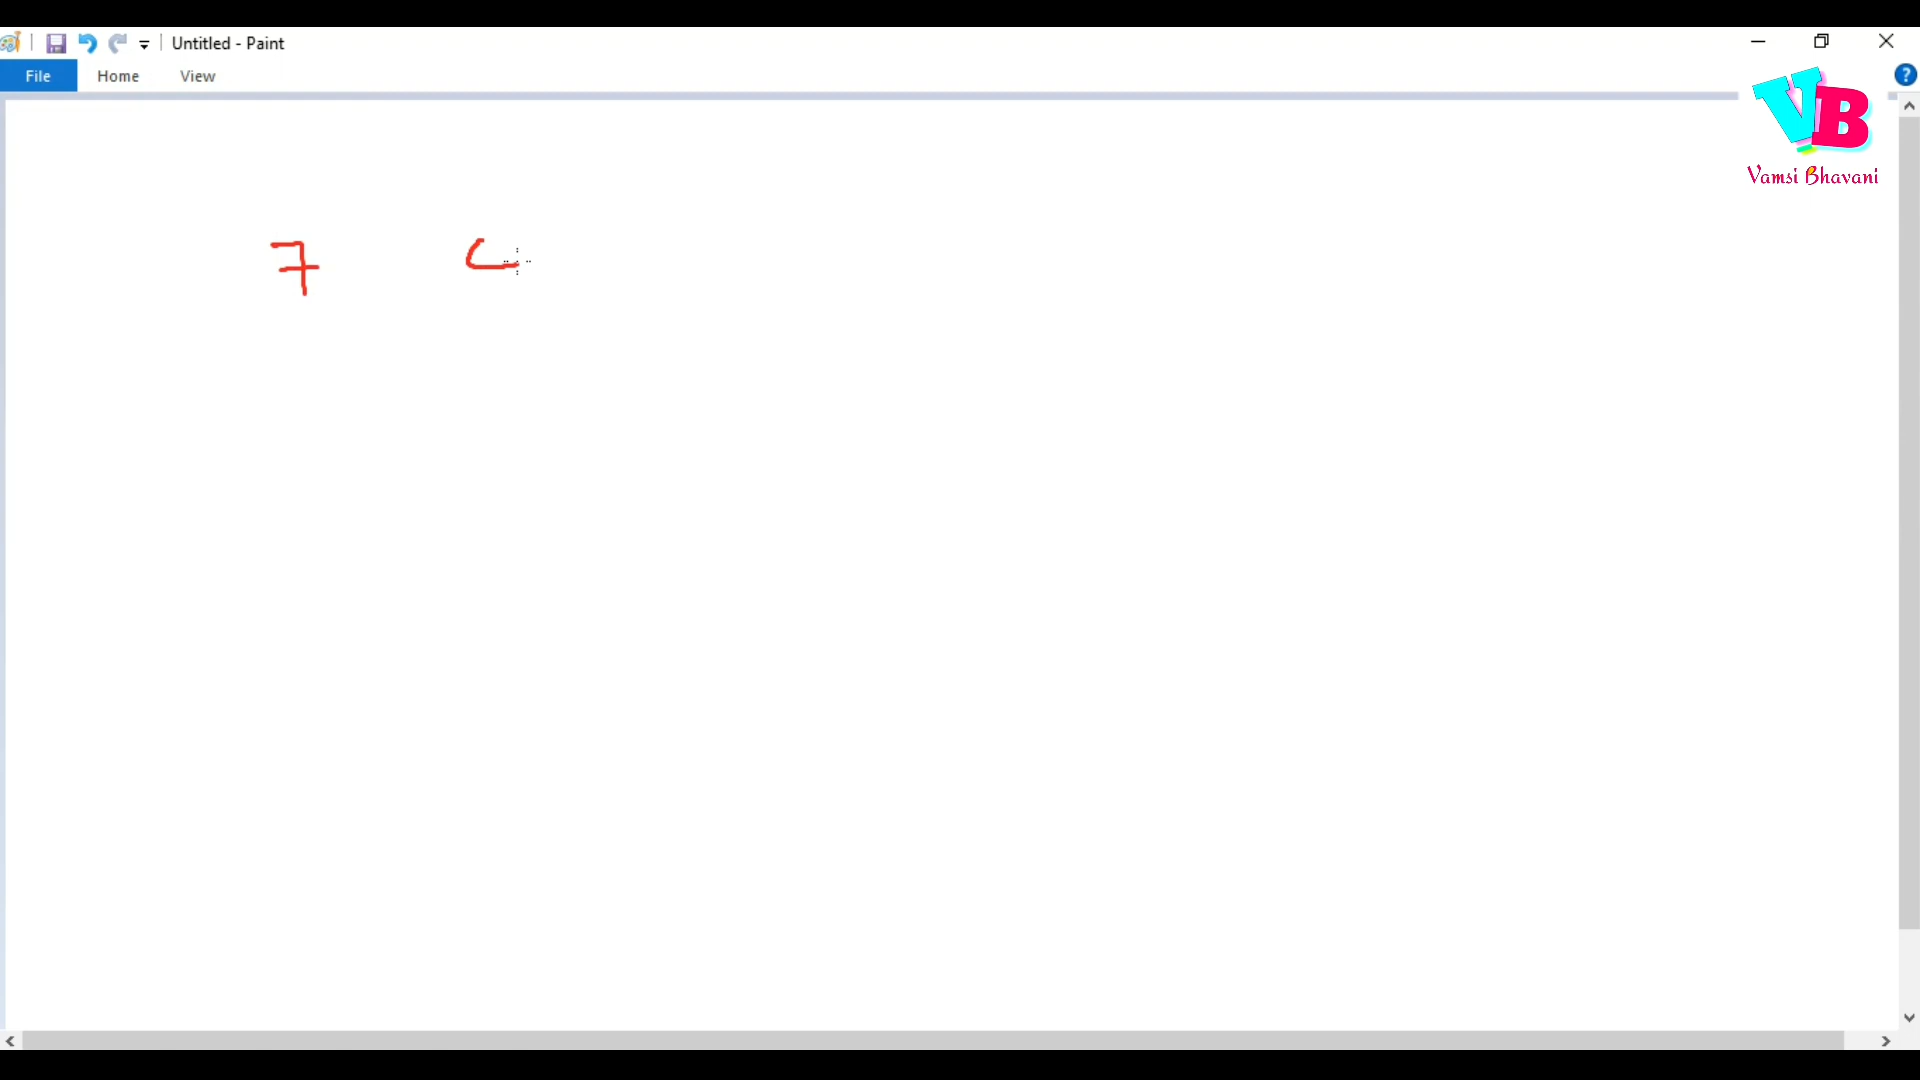 Untitled - Paint
File Home View
VB
Vamsi Bhavani
7